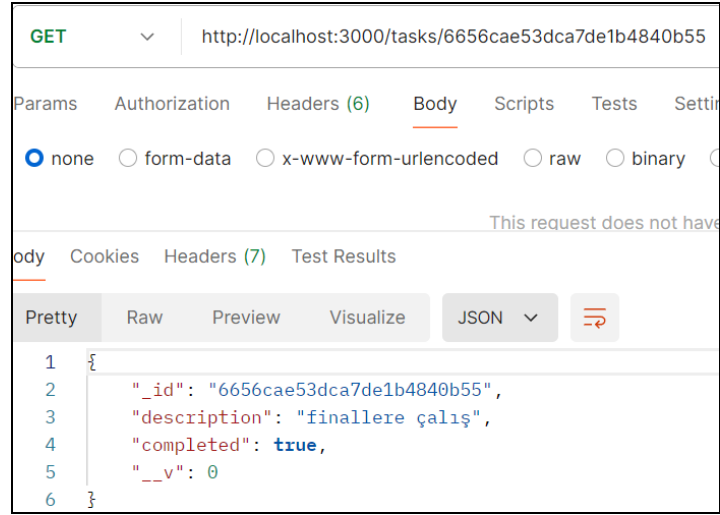 GET http://localhost:3000/tasks/6656cae53dca7de1b4840b55
Params Authorization Headers (6) Body Scripts Tests Settin
none form-data x-www-form-urlencoded raw binary
This request does not have
ody Cookies Headers (7) Test Results
Pretty Raw Preview Visualize JSON
1 {
2 "_id": "6656cae53dca7de1b4840b55",
3 "description": "finallere çalış",
4 "completed": true,
5 "__v": 0
6 }